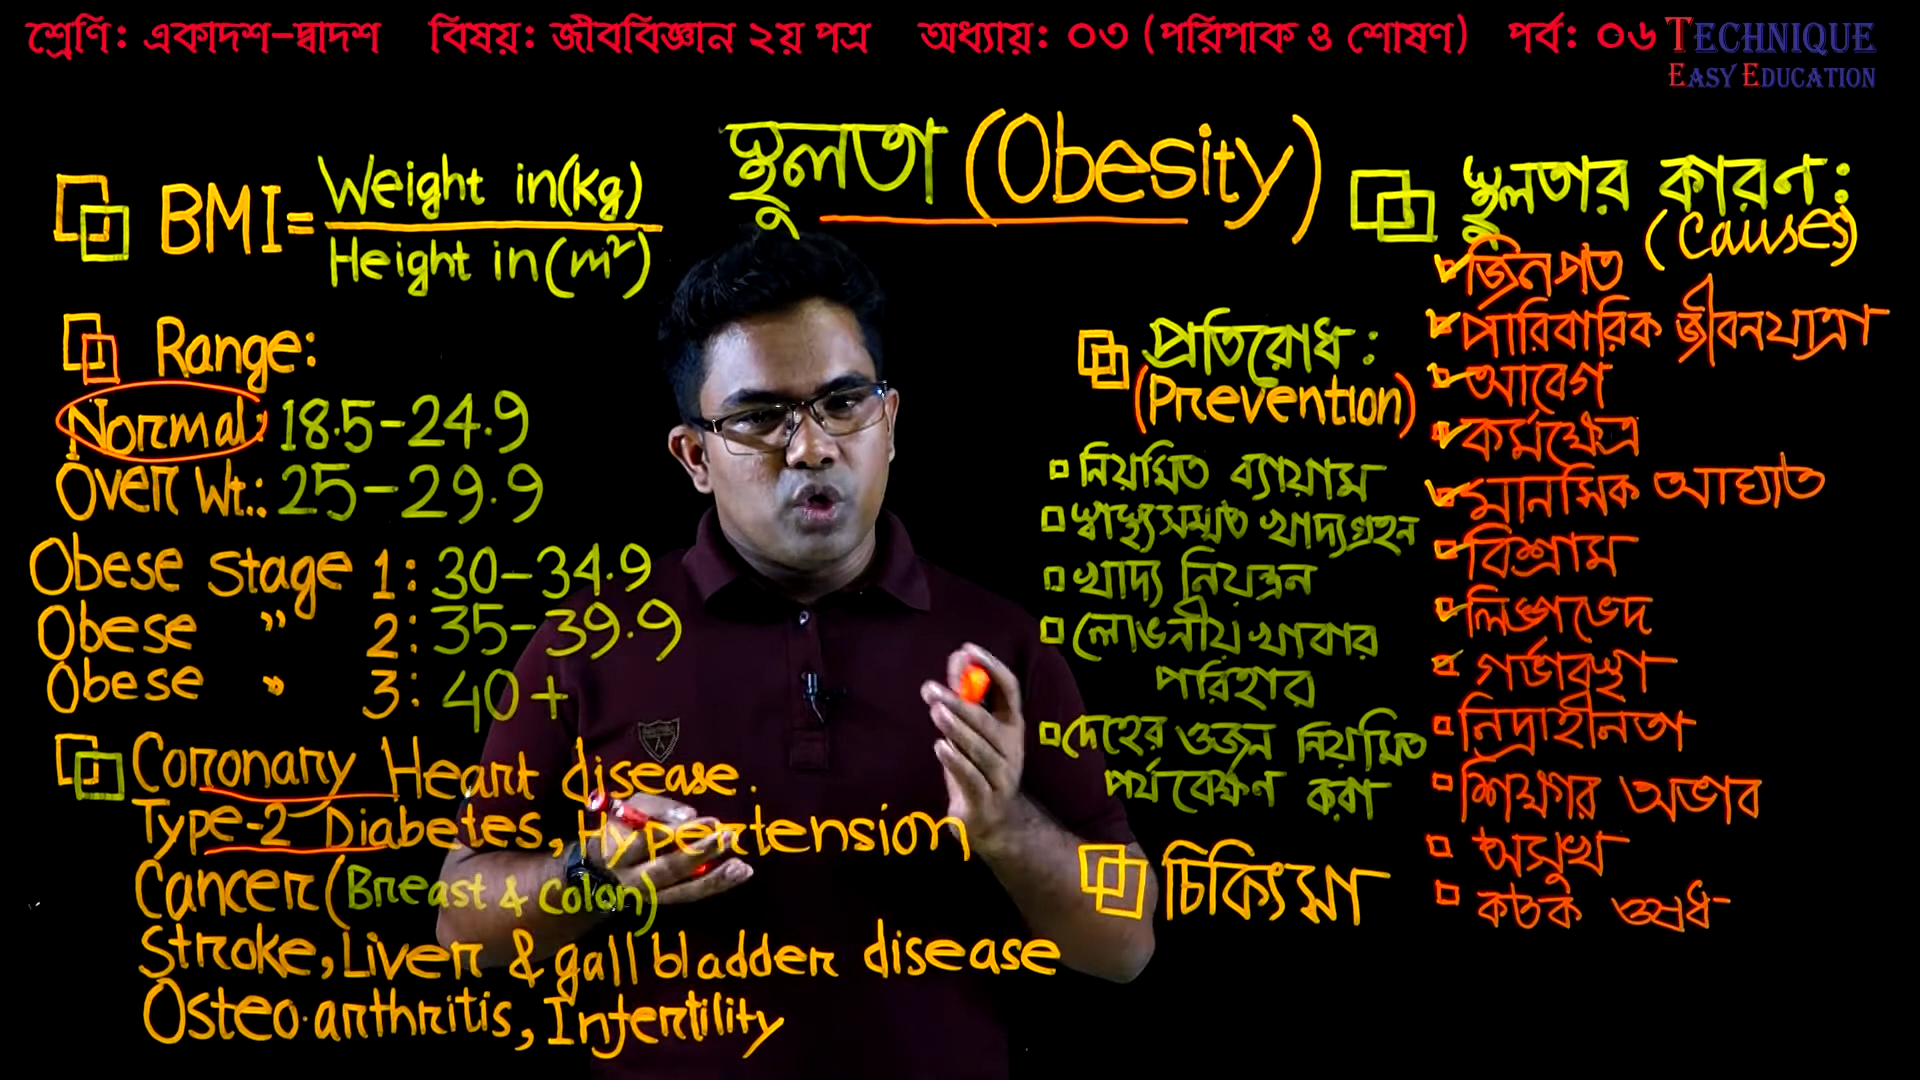 শ্রেণি: একাদশ-দ্বাদশ বিষয়: জীববিজ্ঞান ২য় পত্র অধ্যায়: ০৩ (পরিপাক ও শোষণ) পর্ব: ০৬
TECHNIQUE
EASY EDUCATION
স্থুলতা (Obesity)
BMI = Weight in (kg)
Height in (m²)
Range:
Normal: 18.5-24.9
Over Wt.: 25-29.9
Obese stage 1: 30-34.9
Obese " 2: 35-39.9
Obese " 3: 40+
Coronary Heart disease.
Type-2 Diabetes, Hypertension
Cancer (Breast & Colon)
Stroke, Liver & gall bladder disease
Osteo.arthritis, Infertility
প্রতিরোধ:
(Prevention)
নিয়মিত ব্যায়াম
স্বাস্থ্যসম্মত খাদ্যগ্রহন
খাদ্য নিয়ন্ত্রন
লোভনীয় খাবার
পরিহার
দেহের ওজন নিয়মিত
পর্যবেক্ষণ করা
চিকিৎসা
স্থুলতার কারণ:
(Causes)
জিনগত
পারিবারিক জীবনযাত্রা
আবেগ
কর্মক্ষেত্র
মানসিক আঘাত
বিশ্রাম
লিঙ্গভেদ
গর্ভাবস্থা
নিদ্রাহীনতা
শিক্ষার অভাব
অসুখ
কতক ঔষধ